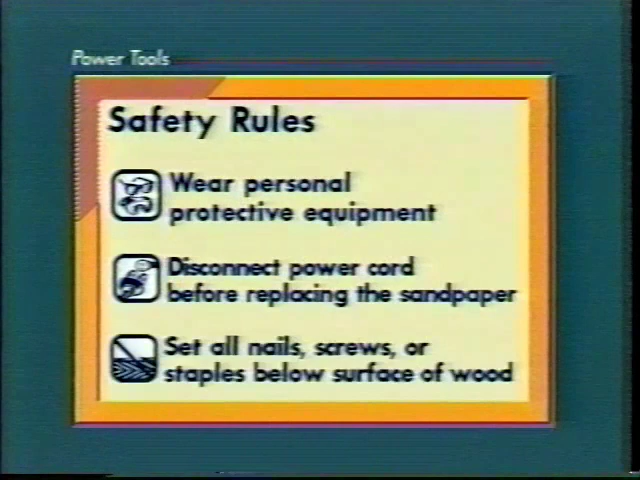 Power Tools
Safety Rules
Wear personal
protective equipment
Disconnect power cord
before replacing the sandpaper
Set all nails, screws, or
staples below surface of wood